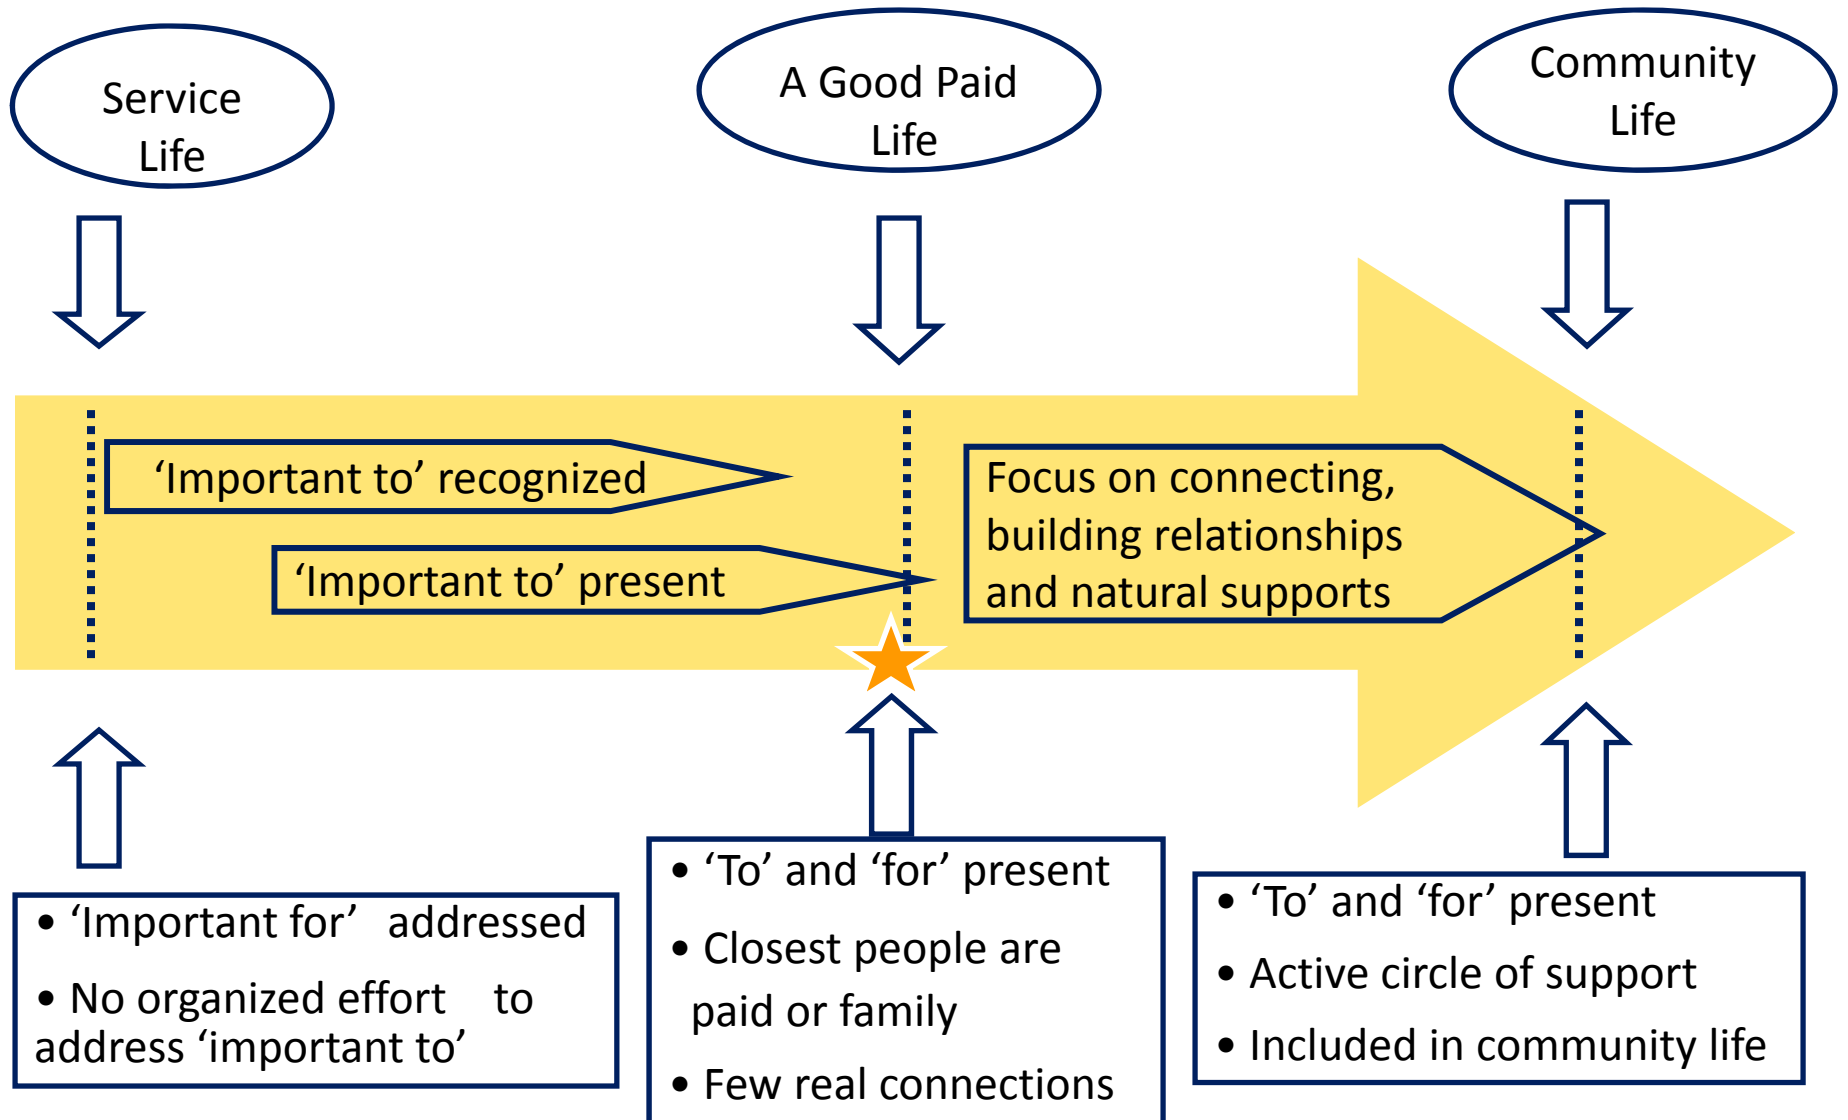 Service
Life
A Good Paid
Life
Community
Life
‘Important to’ recognized
‘Important to’ present
Focus on connecting,
building relationships
and natural supports
• ‘Important for’ addressed
• No organized effort to
address ‘important to’
• ‘To’ and ‘for’ present
• Closest people are
paid or family
• Few real connections
• ‘To’ and ‘for’ present
• Active circle of support
• Included in community life